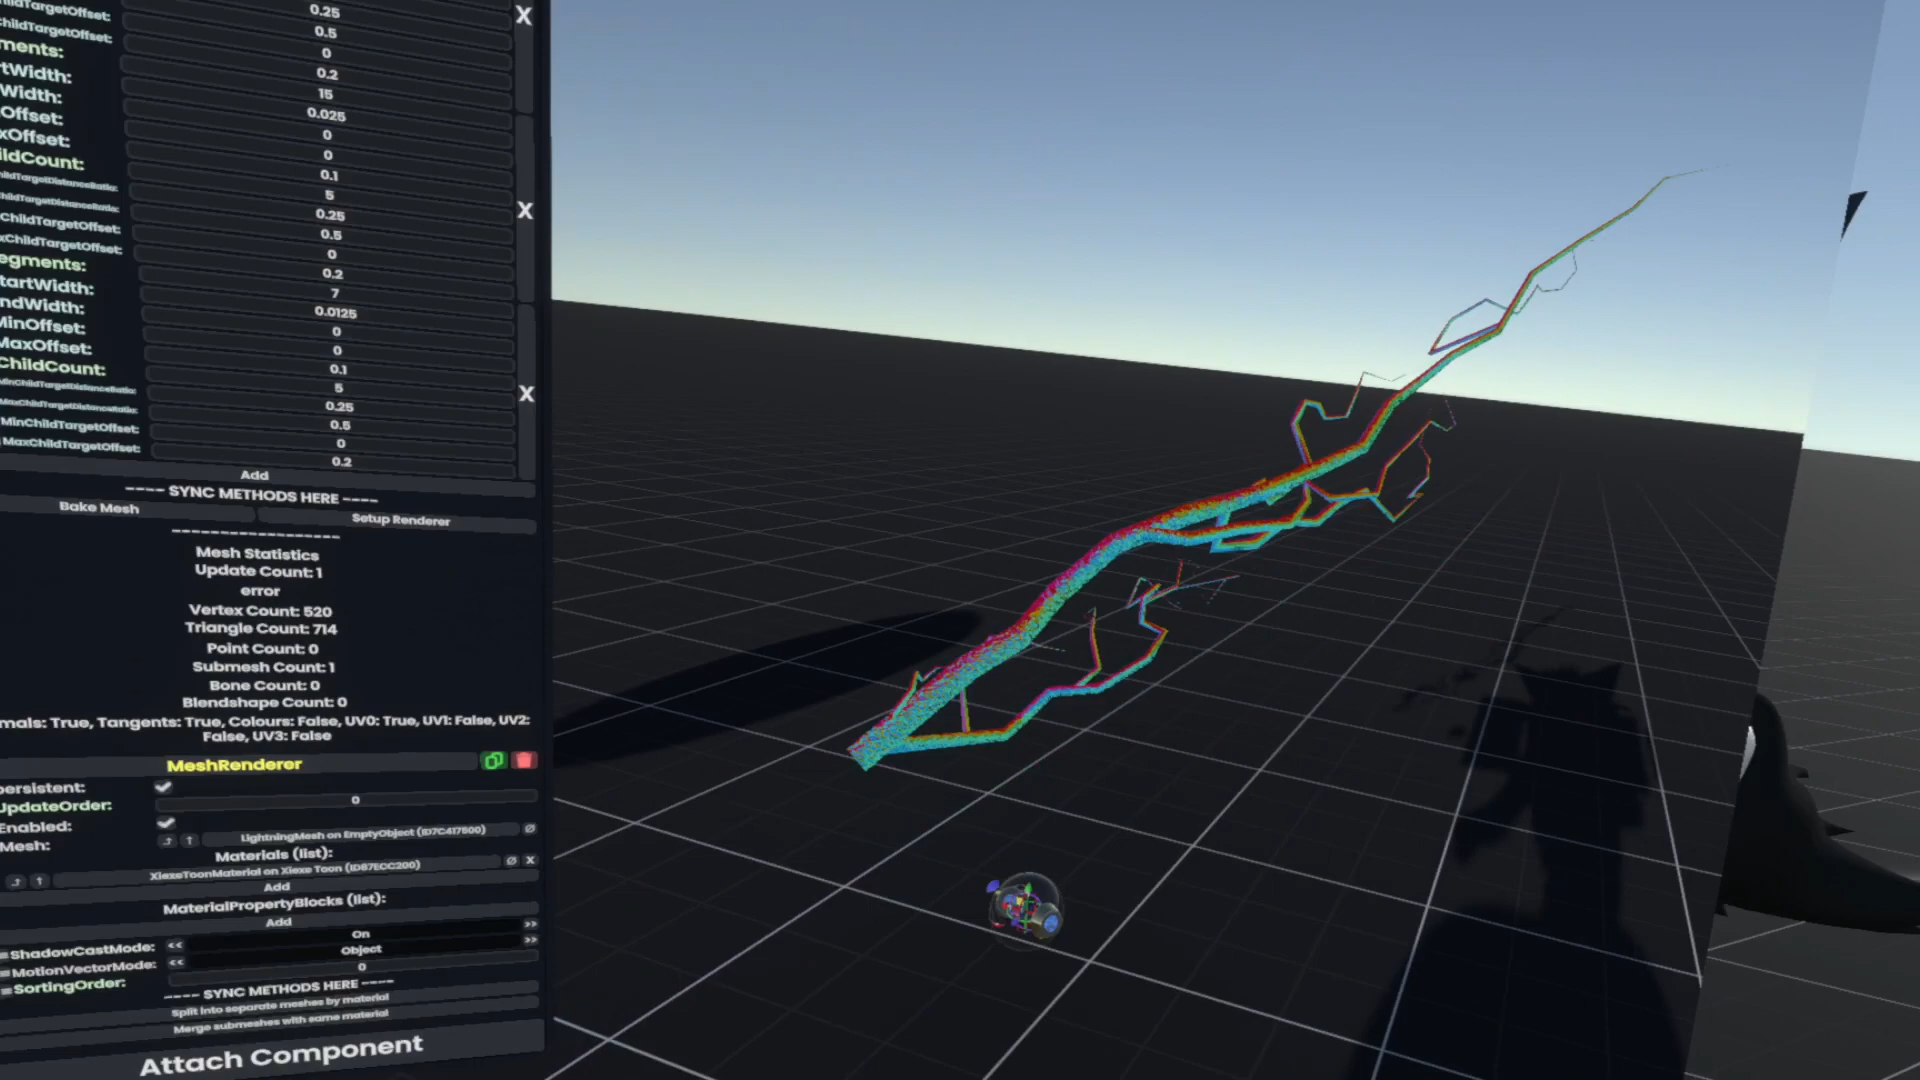 ChildTargetOffset: 0.25
ChildTargetOffset: 0.5
ments: 0
rtWidth: 0.2
Width: 15
Offset: 0.025
xOffset: 0
ildCount: 0
0.1
5
ChildTargetOffset: 0.25
xChildTargetOffset: 0.5
egments: 0
tartWidth: 0.2
ndWidth: 7
MinOffset: 0.0125
MaxOffset: 0
ChildCount: 0
MinChildTargetDistanceRatio: 0.1
MaxChildTargetDistanceRatio: 5
MinChildTargetOffset: 0.25
MaxChildTargetOffset: 0.5
0
0.2
X
X
X
Add
---- SYNC METHODS HERE ----
Bake Mesh Setup Renderer
------------------
Mesh Statistics
Update Count: 1
error
Vertex Count: 520
Triangle Count: 714
Point Count: 0
Submesh Count: 1
Bone Count: 0
Blendshape Count: 0
mals: True, Tangents: True, Colours: False, UV0: True, UV1: False, UV2:
False, UV3: False
MeshRenderer
persistent:
UpdateOrder: 0
Enabled:
Mesh: LightningMesh on EmptyObject (ID7C417500) Ø
Materials (list):
XiexeToonMaterial on Xiexe Toon (ID87ECC200) Ø X
Add
MaterialPropertyBlocks (list):
Add
ShadowCastMode: << On >>
MotionVectorMode: << Object >>
SortingOrder: 0
---- SYNC METHODS HERE ----
Split into separate meshes by material
Merge submeshes with same material
Attach Component